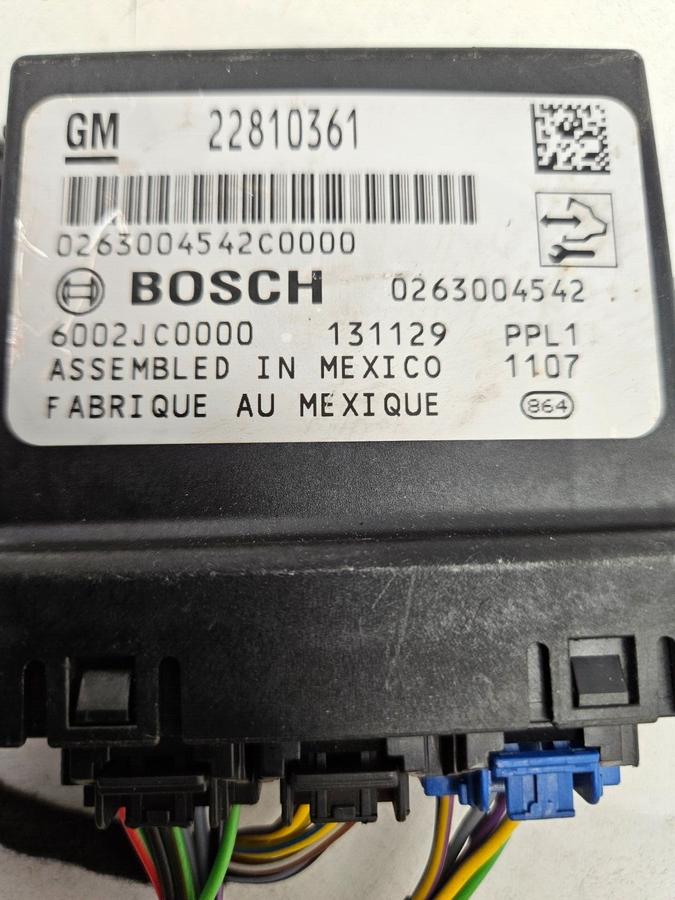 GM 22810361
0263004542C0000
BOSCH 0263004542
6002JC0000 131129 PPL1
ASSEMBLED IN MEXICO 1107
FABRIQUE AU MEXIQUE 864